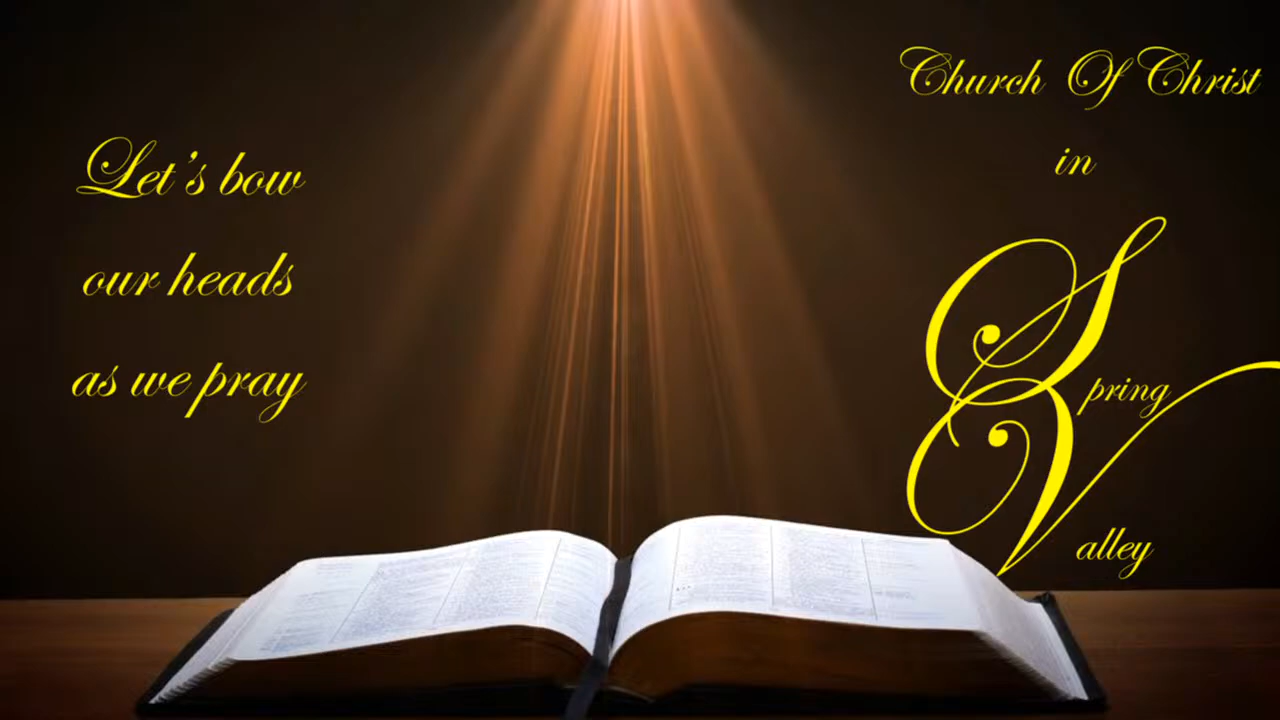 Let's bow
our heads
as we pray
Church Of Christ
in
Spring
Valley